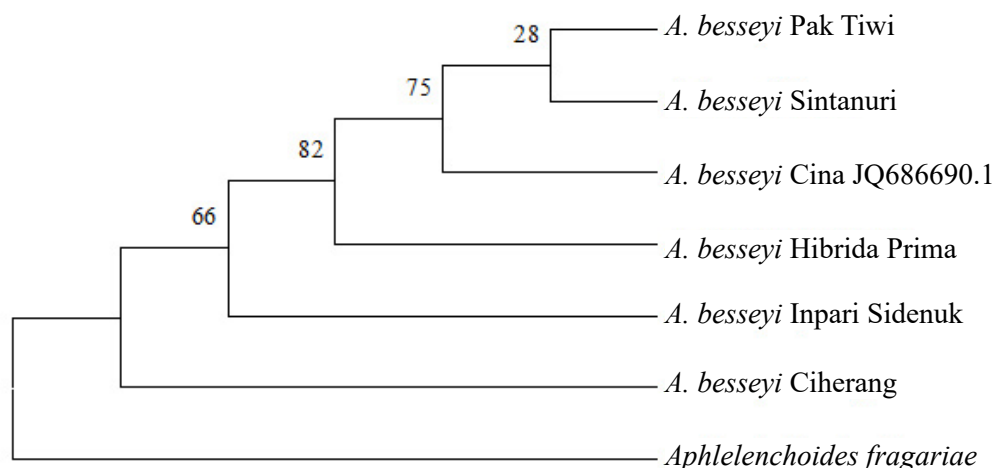 28
A. besseyi Pak Tiwi
75
A. besseyi Sintanuri
82
A. besseyi Cina JQ686690.1
66
A. besseyi Hibrida Prima
A. besseyi Inpari Sidenuk
A. besseyi Ciherang
Aphlelenchoides fragariae